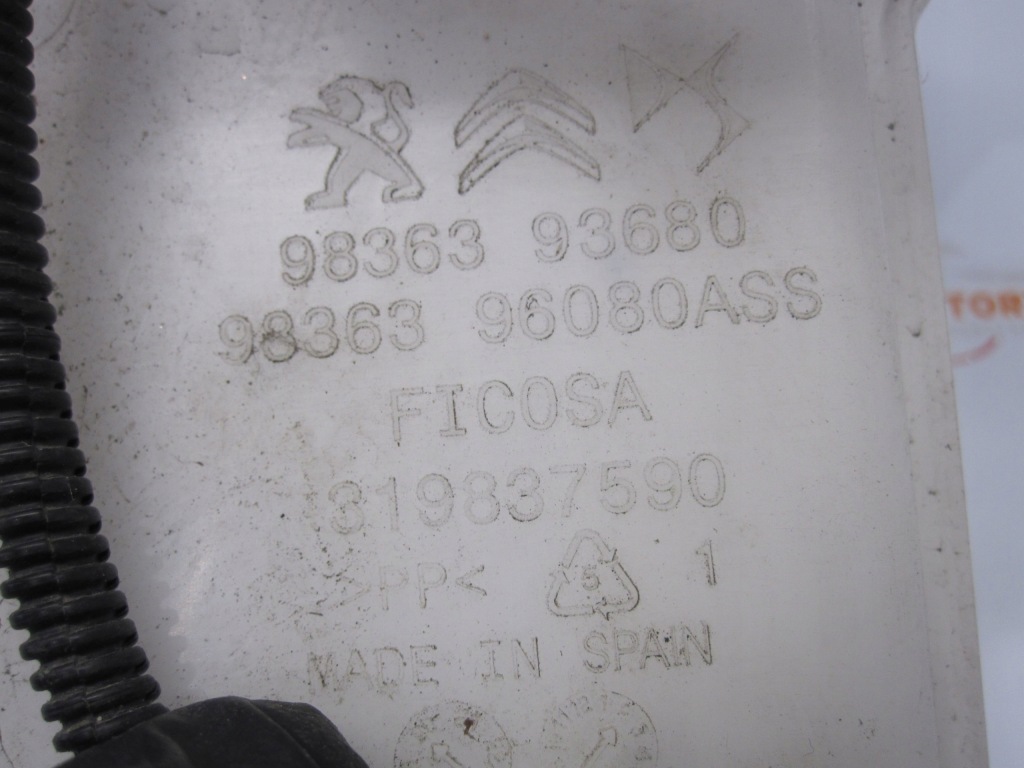 98363 93680
98363 96080ASS
FICOSA
319837590
>PP< 5 1
MADE IN SPAIN